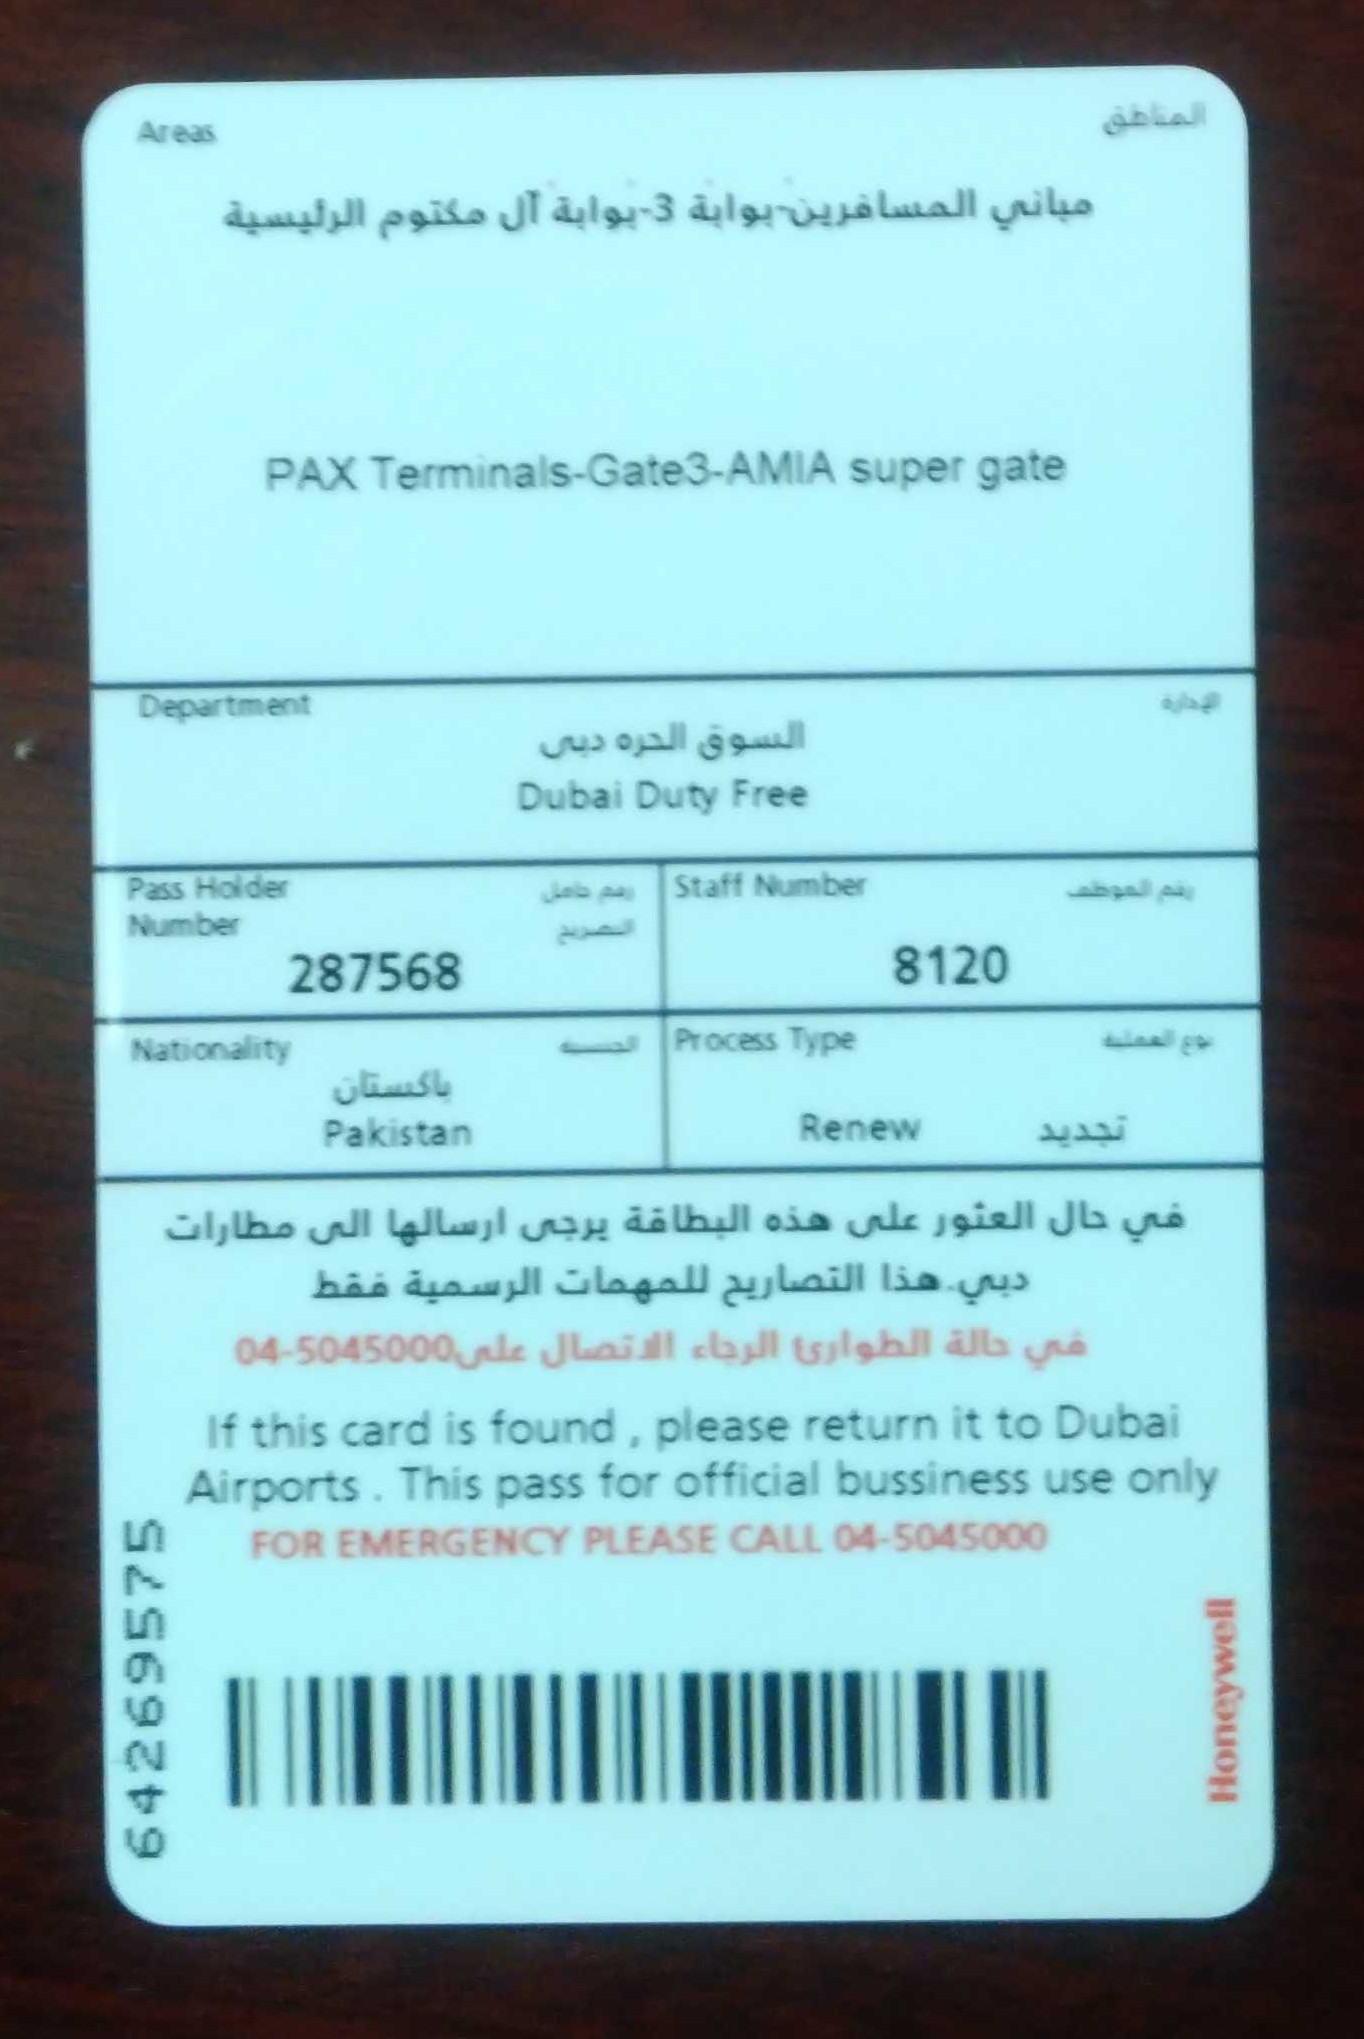 Areas المناطق
مباني المسافرين-بوابة 3-بوابة آل مكتوم الرئيسية
PAX Terminals-Gate3-AMIA super gate
Department الإدارة
السوق الحره دبى
Dubai Duty Free
Pass Holder رقم حامل
Number التصريح
287568
Staff Number رقم الموظف
8120
Nationality الجنسية
باكستان
Pakistan
Process Type نوع العملية
Renew تجديد
في حال العثور على هذه البطاقة يرجى ارسالها الى مطارات
دبي.هذا التصاريح للمهمات الرسمية فقط
في حالة الطوارئ الرجاء الاتصال على04-5045000
If this card is found , please return it to Dubai
Airports . This pass for official bussiness use only
FOR EMERGENCY PLEASE CALL 04-5045000
64269575
Honeywell